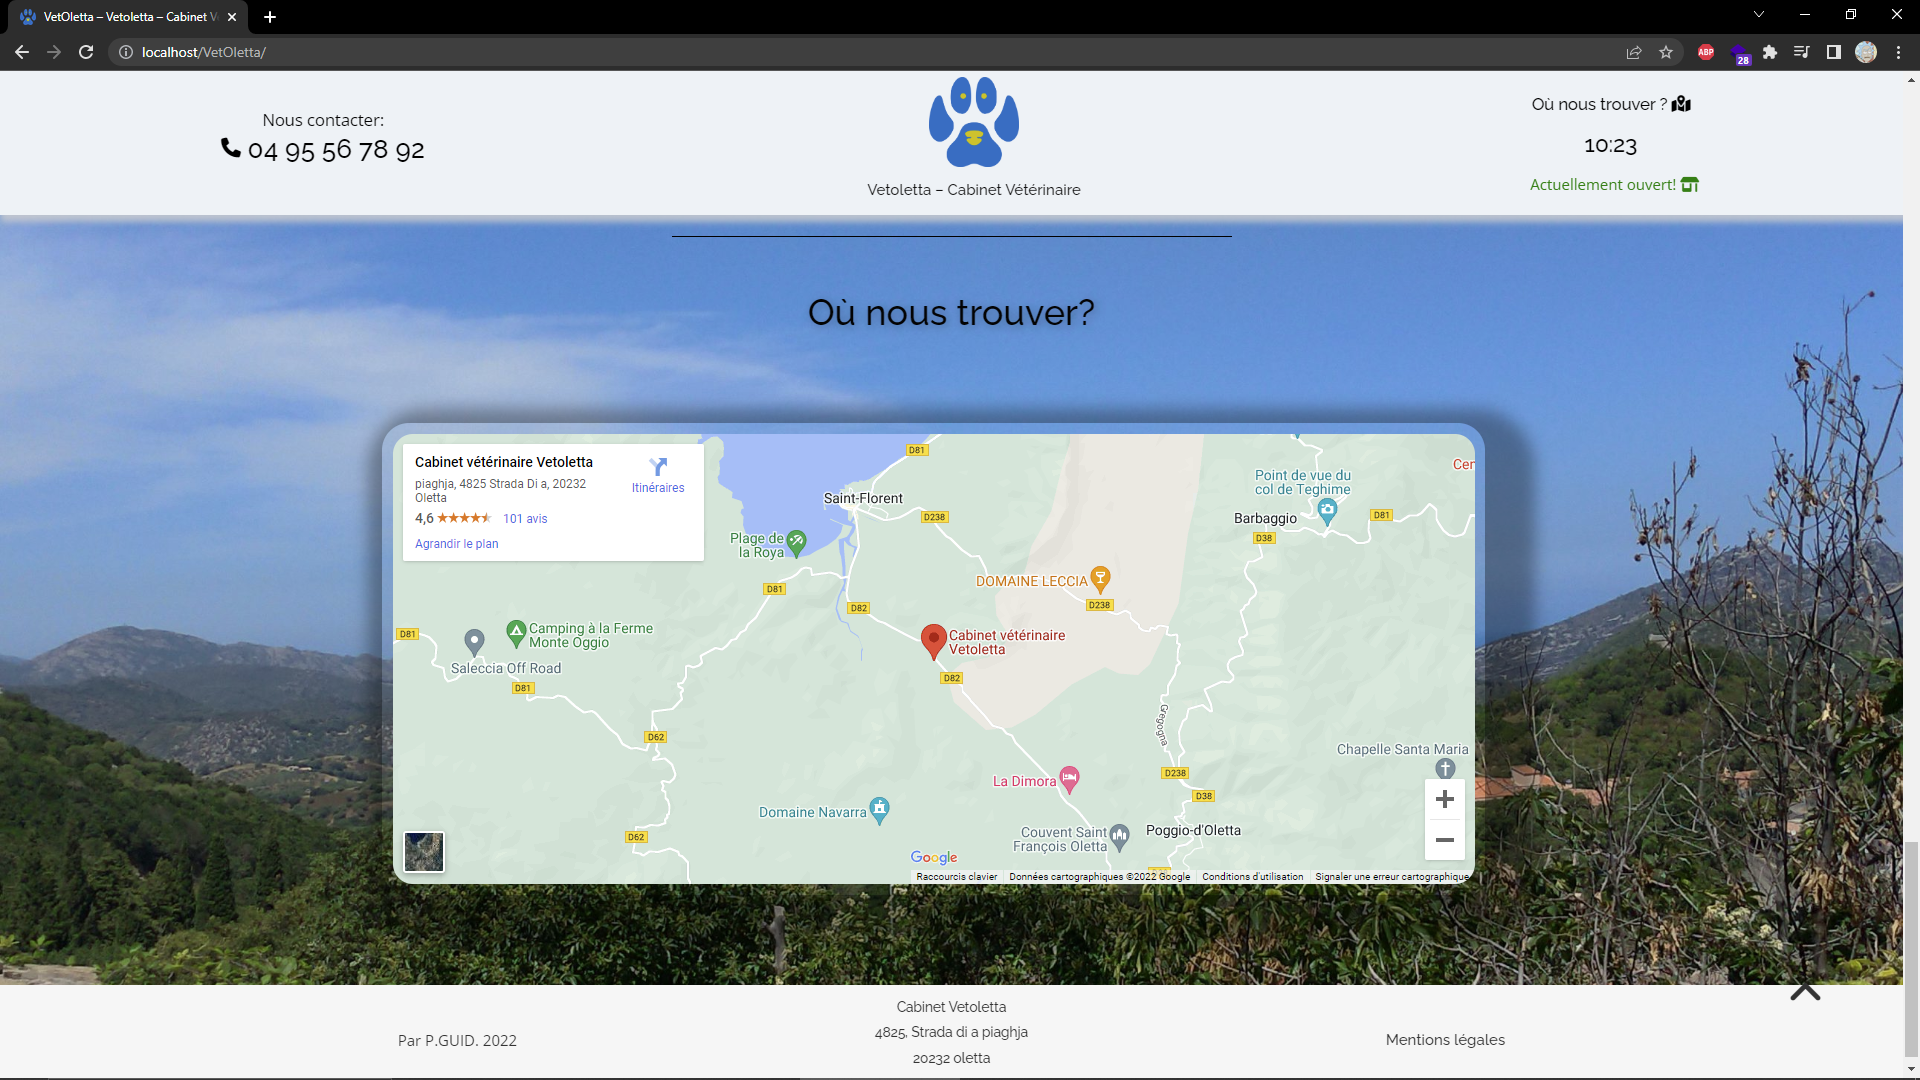 VetOletta – Vetoletta – Cabinet V
localhost/VetOletta/
ABP
28
Nous contacter:
04 95 56 78 92
Vetoletta – Cabinet Vétérinaire
Où nous trouver ?
10:23
Actuellement ouvert!
Où nous trouver?
Cabinet vétérinaire Vetoletta
piaghja, 4825 Strada Di a, 20232
Oletta
4,6
101 avis
Agrandir le plan
Itinéraires
D81
Saint-Florent
D238
Plage de
la Roya
D81
D82
Point de vue du
col de Teghime
Cer
Barbaggio
D81
D38
DOMAINE LECCIA
D238
D81
Camping à la Ferme
Monte Oggio
Saleccia Off Road
D81
Cabinet vétérinaire
Vetoletta
D82
D62
Gregogna
Chapelle Santa Maria
D238
La Dimora
D38
Domaine Navarra
D62
Couvent Saint
François Oletta
Poggio-d'Oletta
Google
Raccourcis clavier
Données cartographiques ©2022 Google
Conditions d'utilisation
Signaler une erreur cartographique
Par P.GUID. 2022
Cabinet Vetoletta
4825, Strada di a piaghja
20232 oletta
Mentions légales